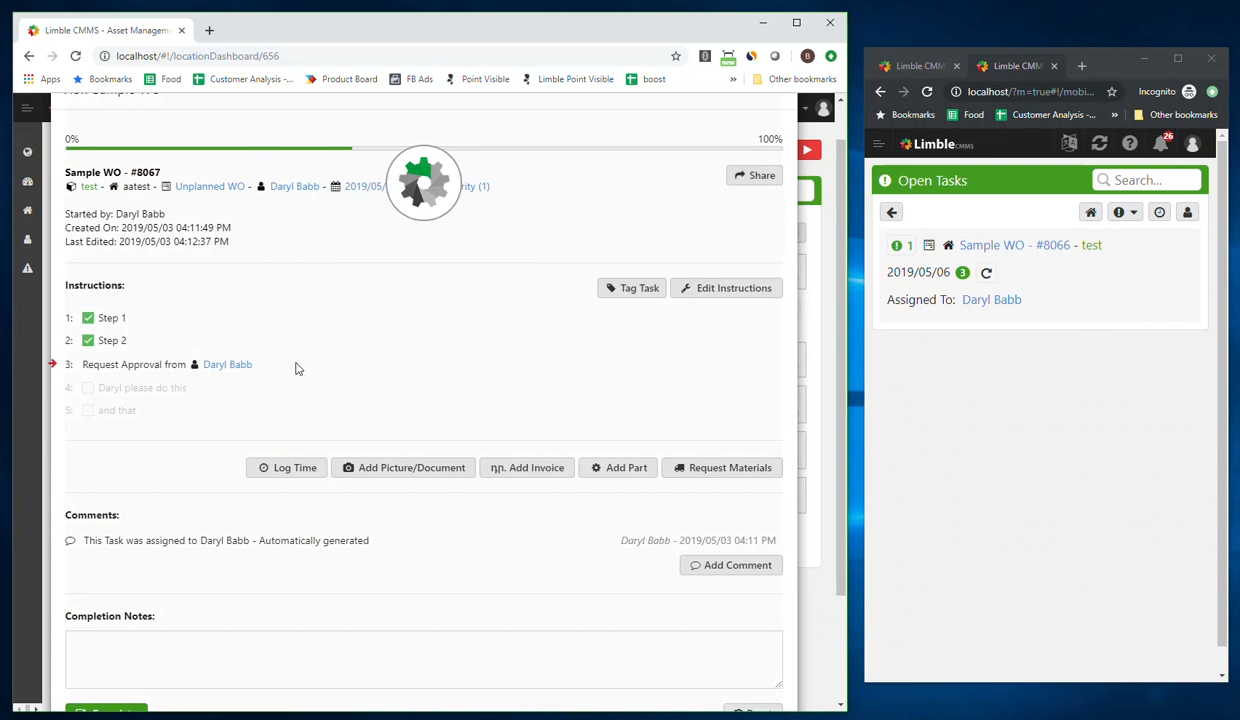 Limble CMMS - Asset Managem
localhost/#!/locationDashboard/656
new
B
Apps
Bookmarks
Food
Customer Analysis -...
Product Board
FB Ads
Point Visible
Limble Point Visible
boost
»
Other bookmarks
0%
100%
Sample WO - #8067
test - aatest - Unplanned WO - Daryl Babb - 2019/05/
rity (1)
Share
Started by: Daryl Babb
Created On: 2019/05/03 04:11:49 PM
Last Edited: 2019/05/03 04:12:37 PM
Instructions:
Tag Task
Edit Instructions
1: Step 1
2: Step 2
3: Request Approval from Daryl Babb
4: Daryl please do this
5: and that
Log Time
Add Picture/Document
Add Invoice
Add Part
Request Materials
Comments:
This Task was assigned to Daryl Babb - Automatically generated
Daryl Babb - 2019/05/03 04:11 PM
Add Comment
Completion Notes:
Limble CMM
Limble CMM
localhost/?m=true#!/mobi...
Incognito
Bookmarks
Food
Customer Analysis -...
»
Other bookmarks
LimbleCMMS
26
Open Tasks
Search...
1 Sample WO - #8066 - test
2019/05/06 3
Assigned To: Daryl Babb